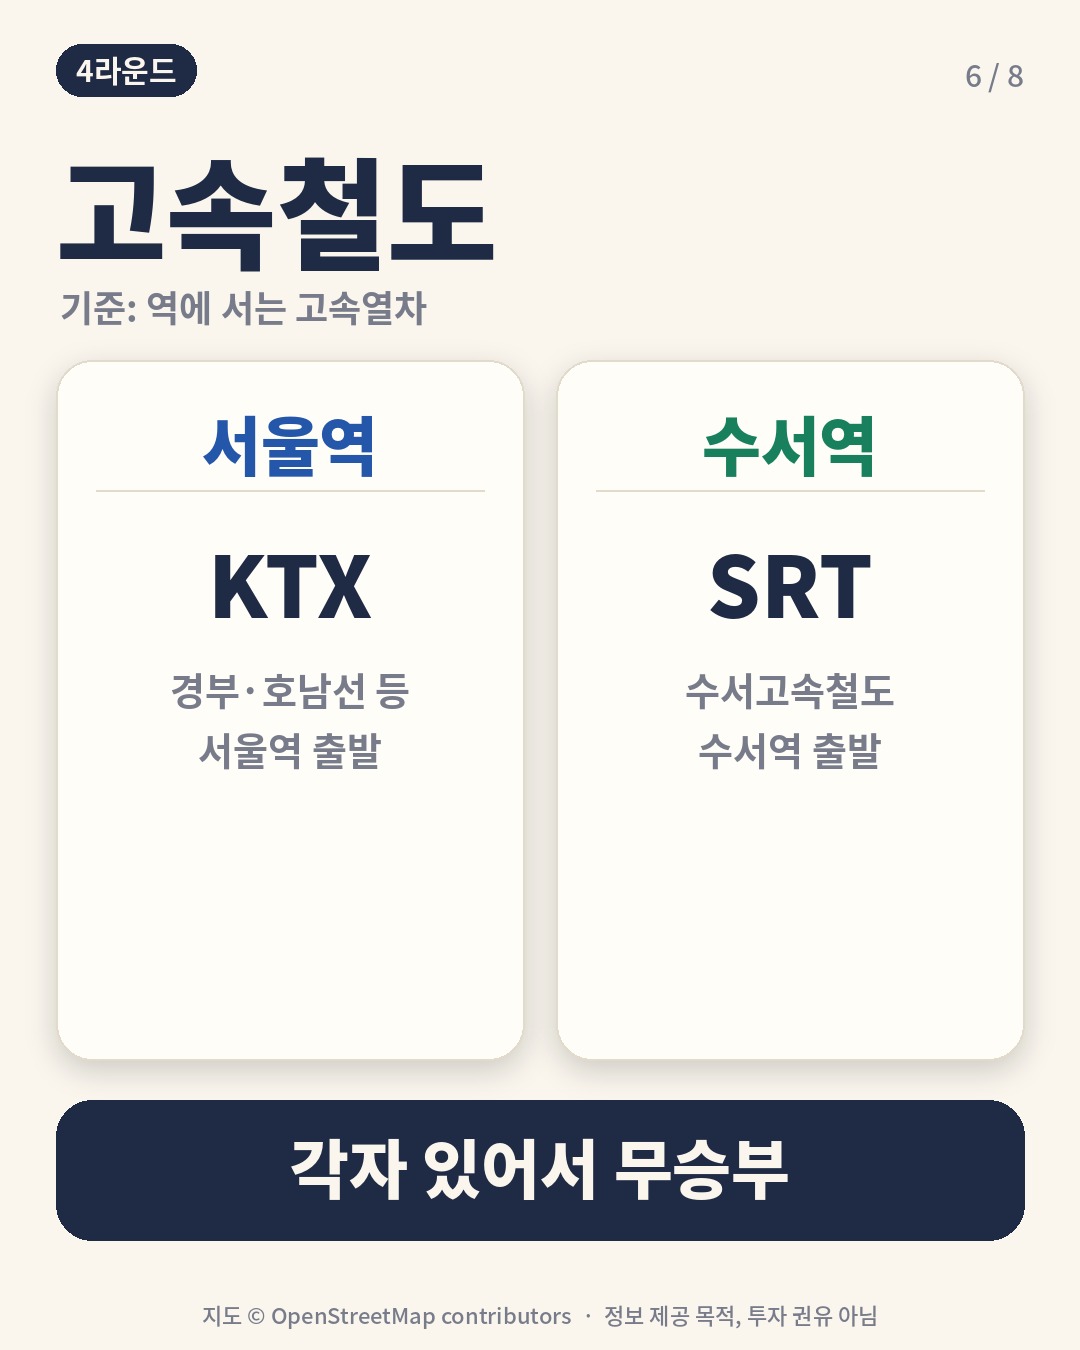 4라운드
6 / 8
고속철도
기준: 역에 서는 고속열차
서울역
KTX
경부·호남선 등
서울역 출발
수서역
SRT
수서고속철도
수서역 출발
각자 있어서 무승부
지도 © OpenStreetMap contributors · 정보 제공 목적, 투자 권유 아님